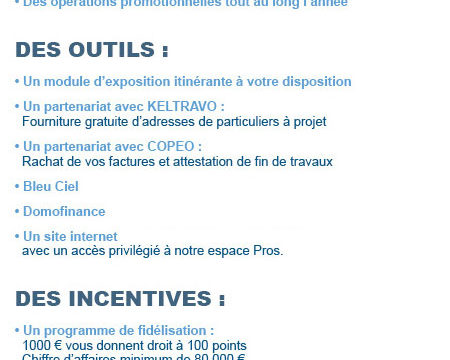 • Des opérations promotionnelles tout au long l'année
DES OUTILS :
• Un module d'exposition itinérante à votre disposition
• Un partenariat avec KELTRAVO :
Fourniture gratuite d'adresses de particuliers à projet
• Un partenariat avec COPEO :
Rachat de vos factures et attestation de fin de travaux
• Bleu Ciel
• Domofinance
• Un site internet
avec un accès privilégié à notre espace Pros.
DES INCENTIVES :
• Un programme de fidélisation :
1000 € vous donnent droit à 100 points
Chiffre d'affaires minimum de 80 000 €